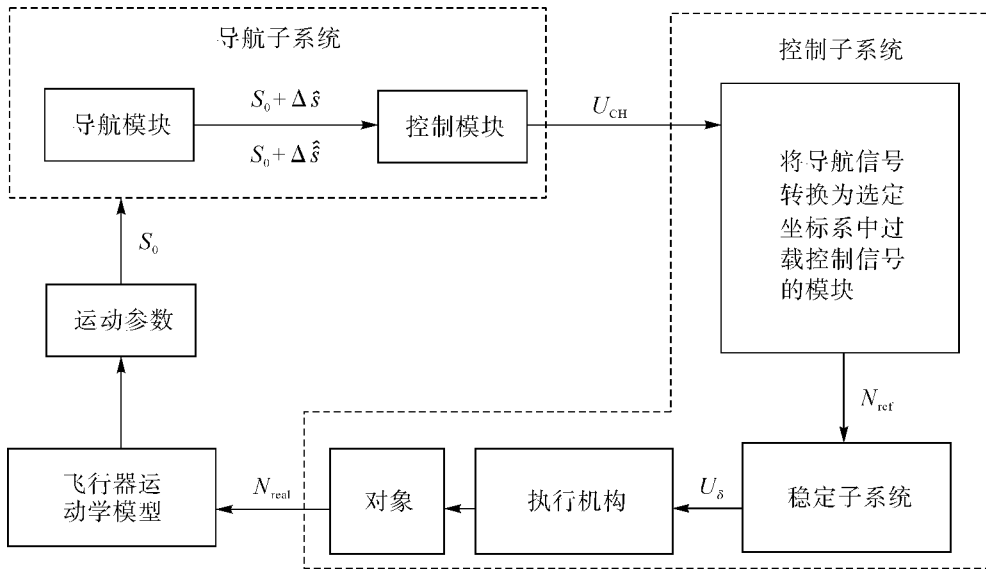 导航子系统
控制子系统
导航模块
S₀ + Δŝ
S₀ + Δŝ̂
控制模块
U_CH
将导航信号
转换为选定
坐标系中过
载控制信号
的模块
S₀
运动参数
N_ref
飞行器运
动学模型
N_real
对象
执行机构
U_δ
稳定子系统